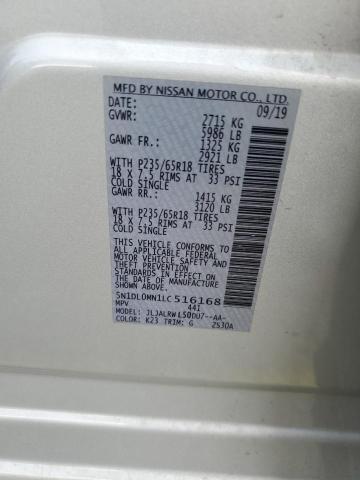 MFD BY NISSAN MOTOR CO., LTD.
DATE: 09/19
GVWR: 2715 KG
5986 LB
GAWR FR.: 1325 KG
2921 LB
WITH P235/65R18 TIRES
18 X 7.5 RIMS AT 33 PSI
COLD SINGLE
GAWR RR.: 1415 KG
3120 LB
WITH P235/65R18 TIRES
18 X 7.5 RIMS AT 33 PSI
COLD SINGLE
THIS VEHICLE CONFORMS TO ALL
APPLICABLE FEDERAL MOTOR
VEHICLE SAFETY, BUMPER, AND
THEFT PREVENTION STANDARDS
IN EFFECT ON THE DATE OF
MANUFACTURE SHOWN ABOVE.
5N1DL0MN1LC516168
MPV 441
MODEL: JLJALRWL50DU7--AA-
COLOR: K23 TRIM: G 2S30A